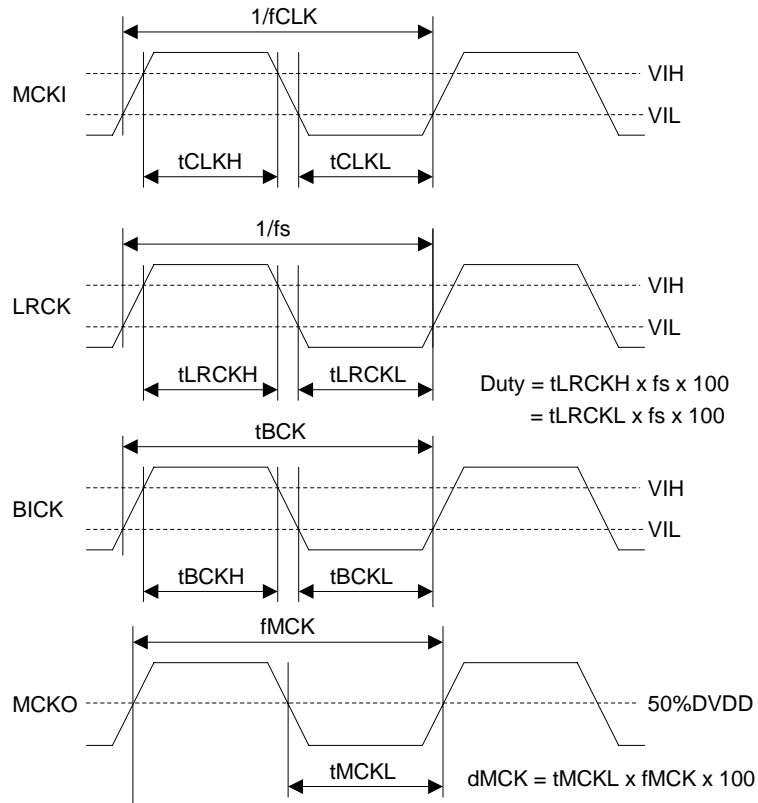 1/fCLK
MCKI
VIH
VIL
tCLKH
tCLKL
1/fs
LRCK
VIH
VIL
tLRCKH
tLRCKL
Duty = tLRCKH x fs x 100
= tLRCKL x fs x 100
tBCK
BICK
VIH
VIL
tBCKH
tBCKL
fMCK
MCKO
50%DVDD
tMCKL
dMCK = tMCKL x fMCK x 100